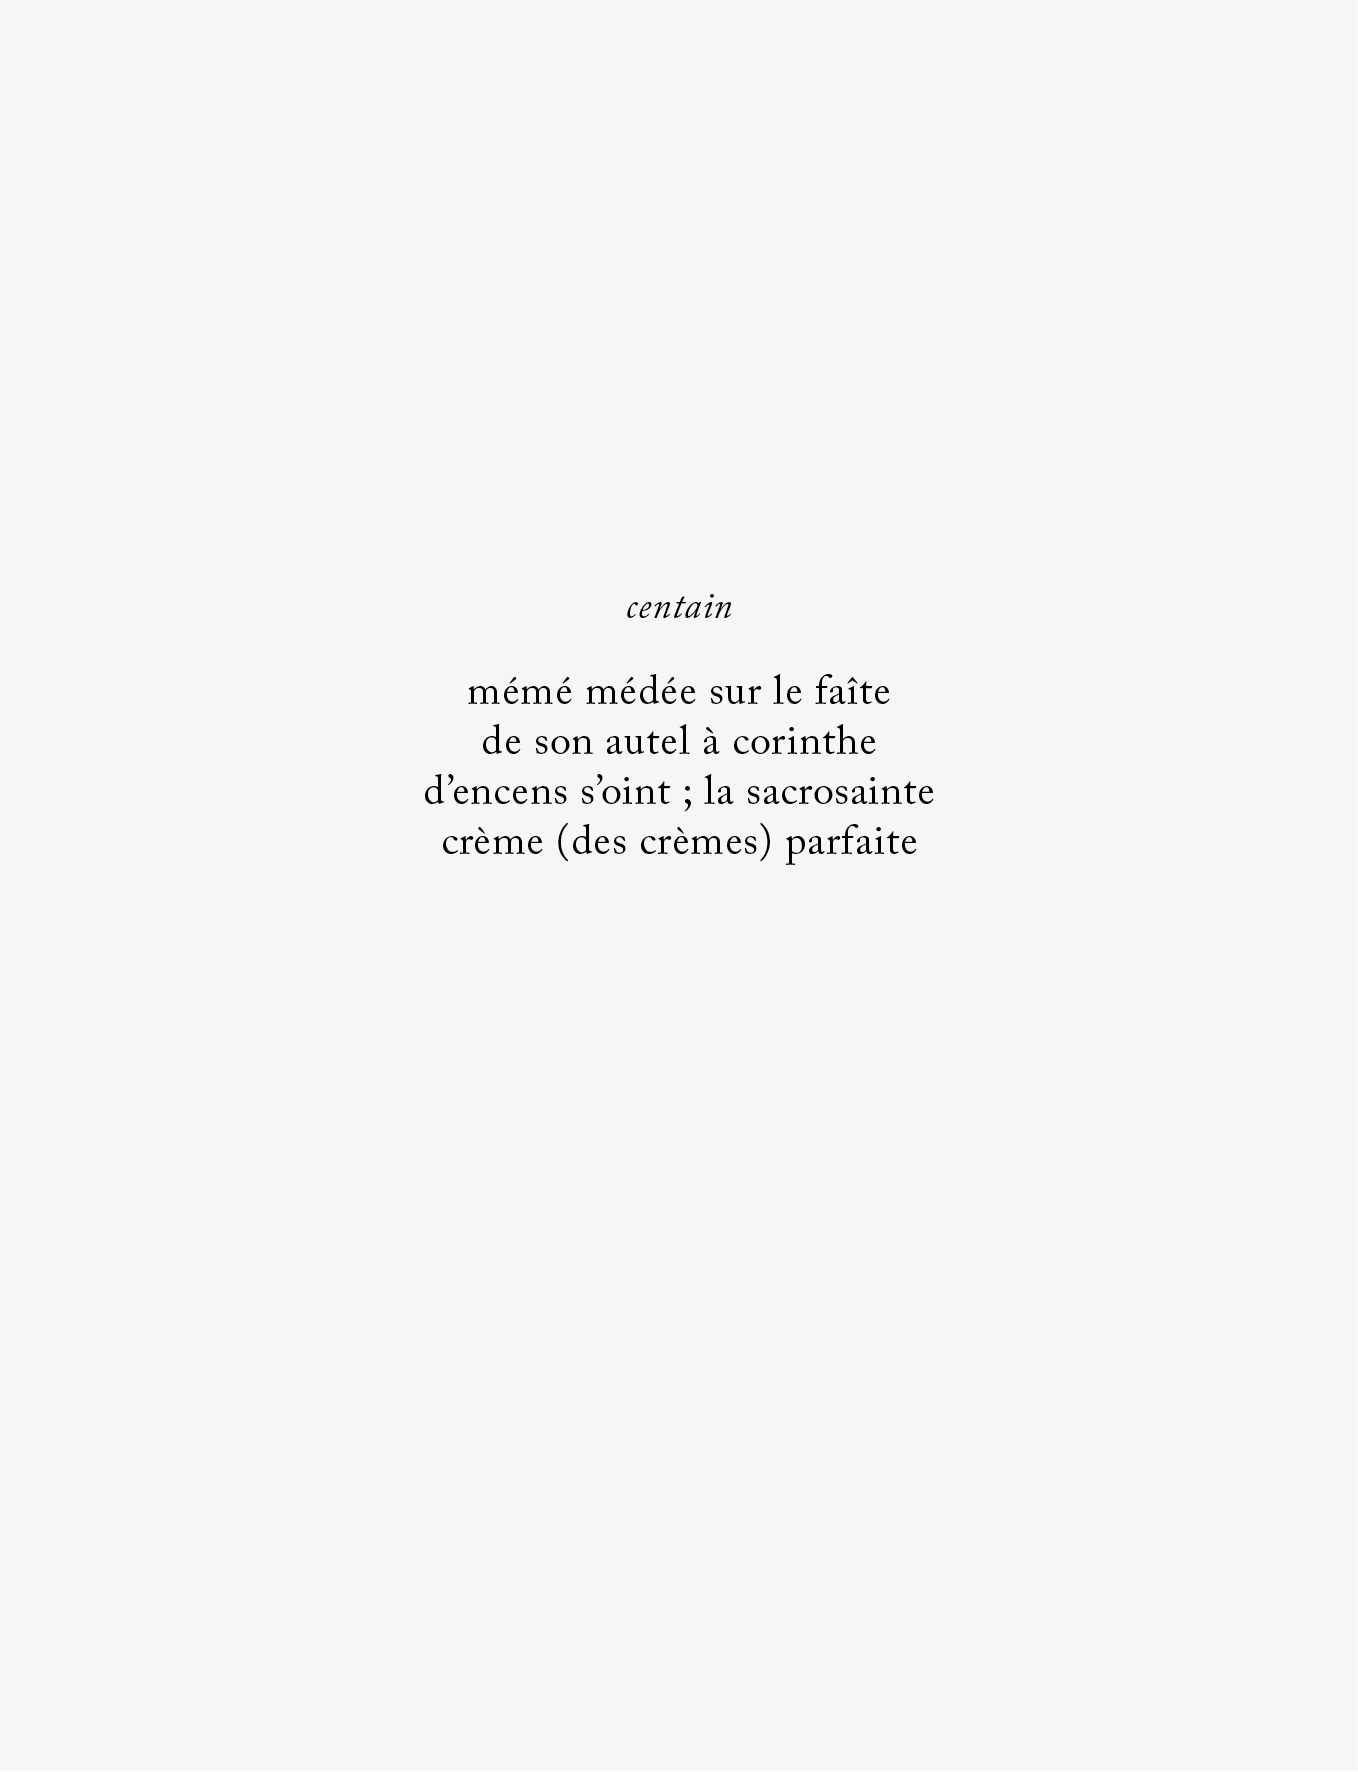 centain
mémé médée sur le faîte
de son autel à corinthe
d’encens s’oint ; la sacrosainte
crème (des crèmes) parfaite